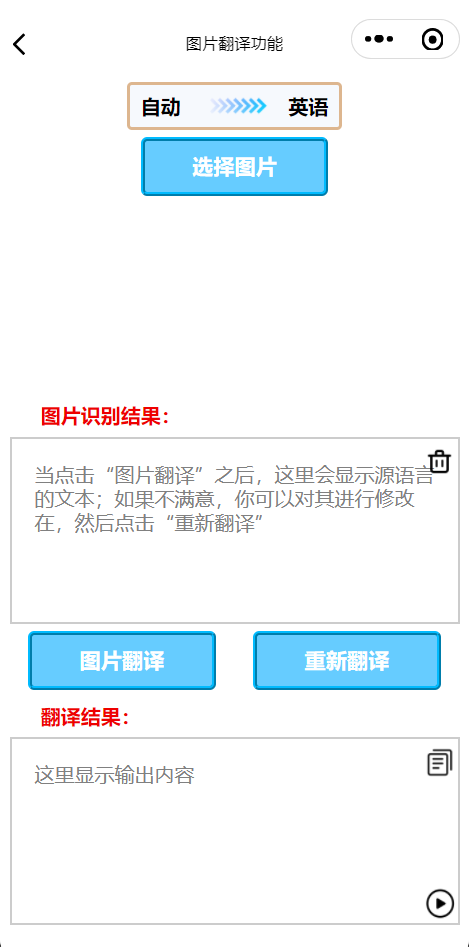 图片翻译功能
自动 英语
选择图片
图片识别结果：
当点击“图片翻译”之后，这里会显示源语言
的文本；如果不满意，你可以对其进行修改
在，然后点击“重新翻译”
图片翻译 重新翻译
翻译结果：
这里显示输出内容